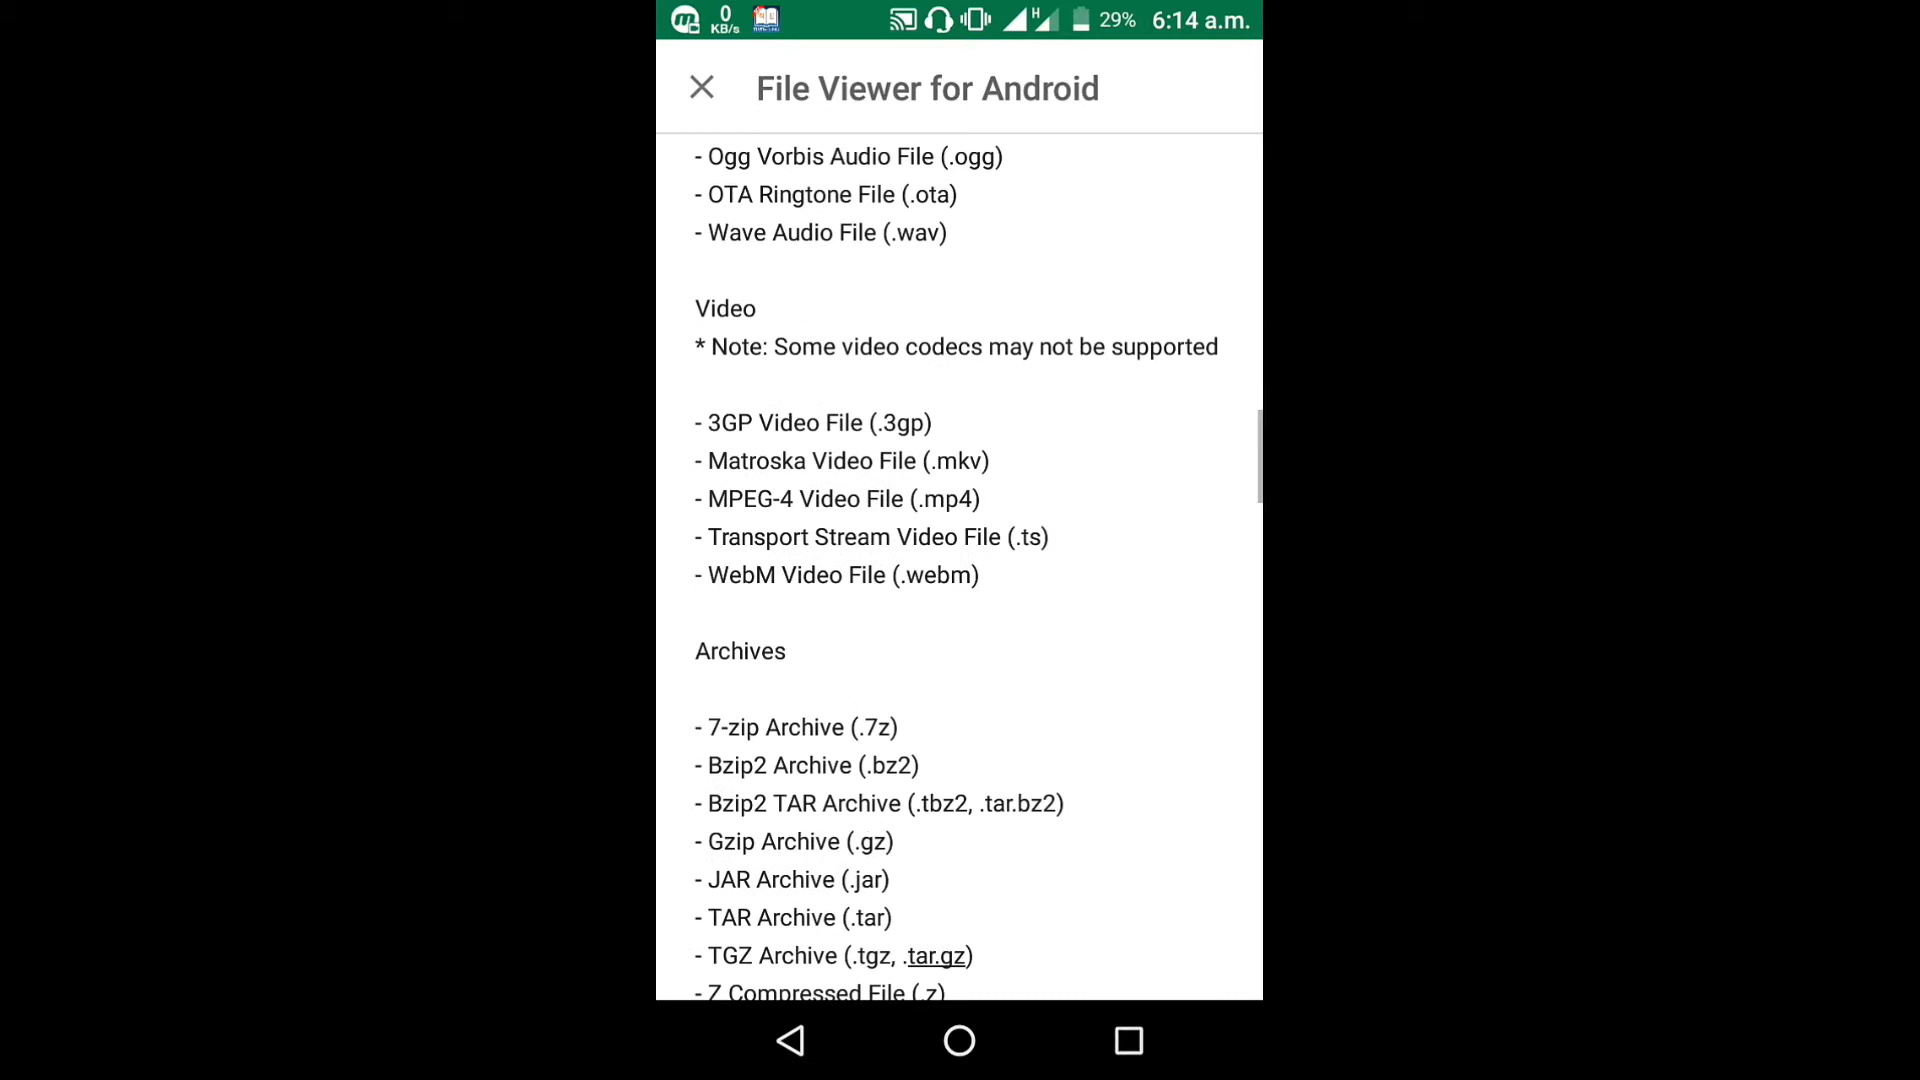 0
KB/s
H
29%
6:14 a.m.
File Viewer for Android
- Ogg Vorbis Audio File (.ogg)
- OTA Ringtone File (.ota)
- Wave Audio File (.wav)
Video
* Note: Some video codecs may not be supported
- 3GP Video File (.3gp)
- Matroska Video File (.mkv)
- MPEG-4 Video File (.mp4)
- Transport Stream Video File (.ts)
- WebM Video File (.webm)
Archives
- 7-zip Archive (.7z)
- Bzip2 Archive (.bz2)
- Bzip2 TAR Archive (.tbz2, .tar.bz2)
- Gzip Archive (.gz)
- JAR Archive (.jar)
- TAR Archive (.tar)
- TGZ Archive (.tgz, .tar.gz)
- Z Compressed File (.z)